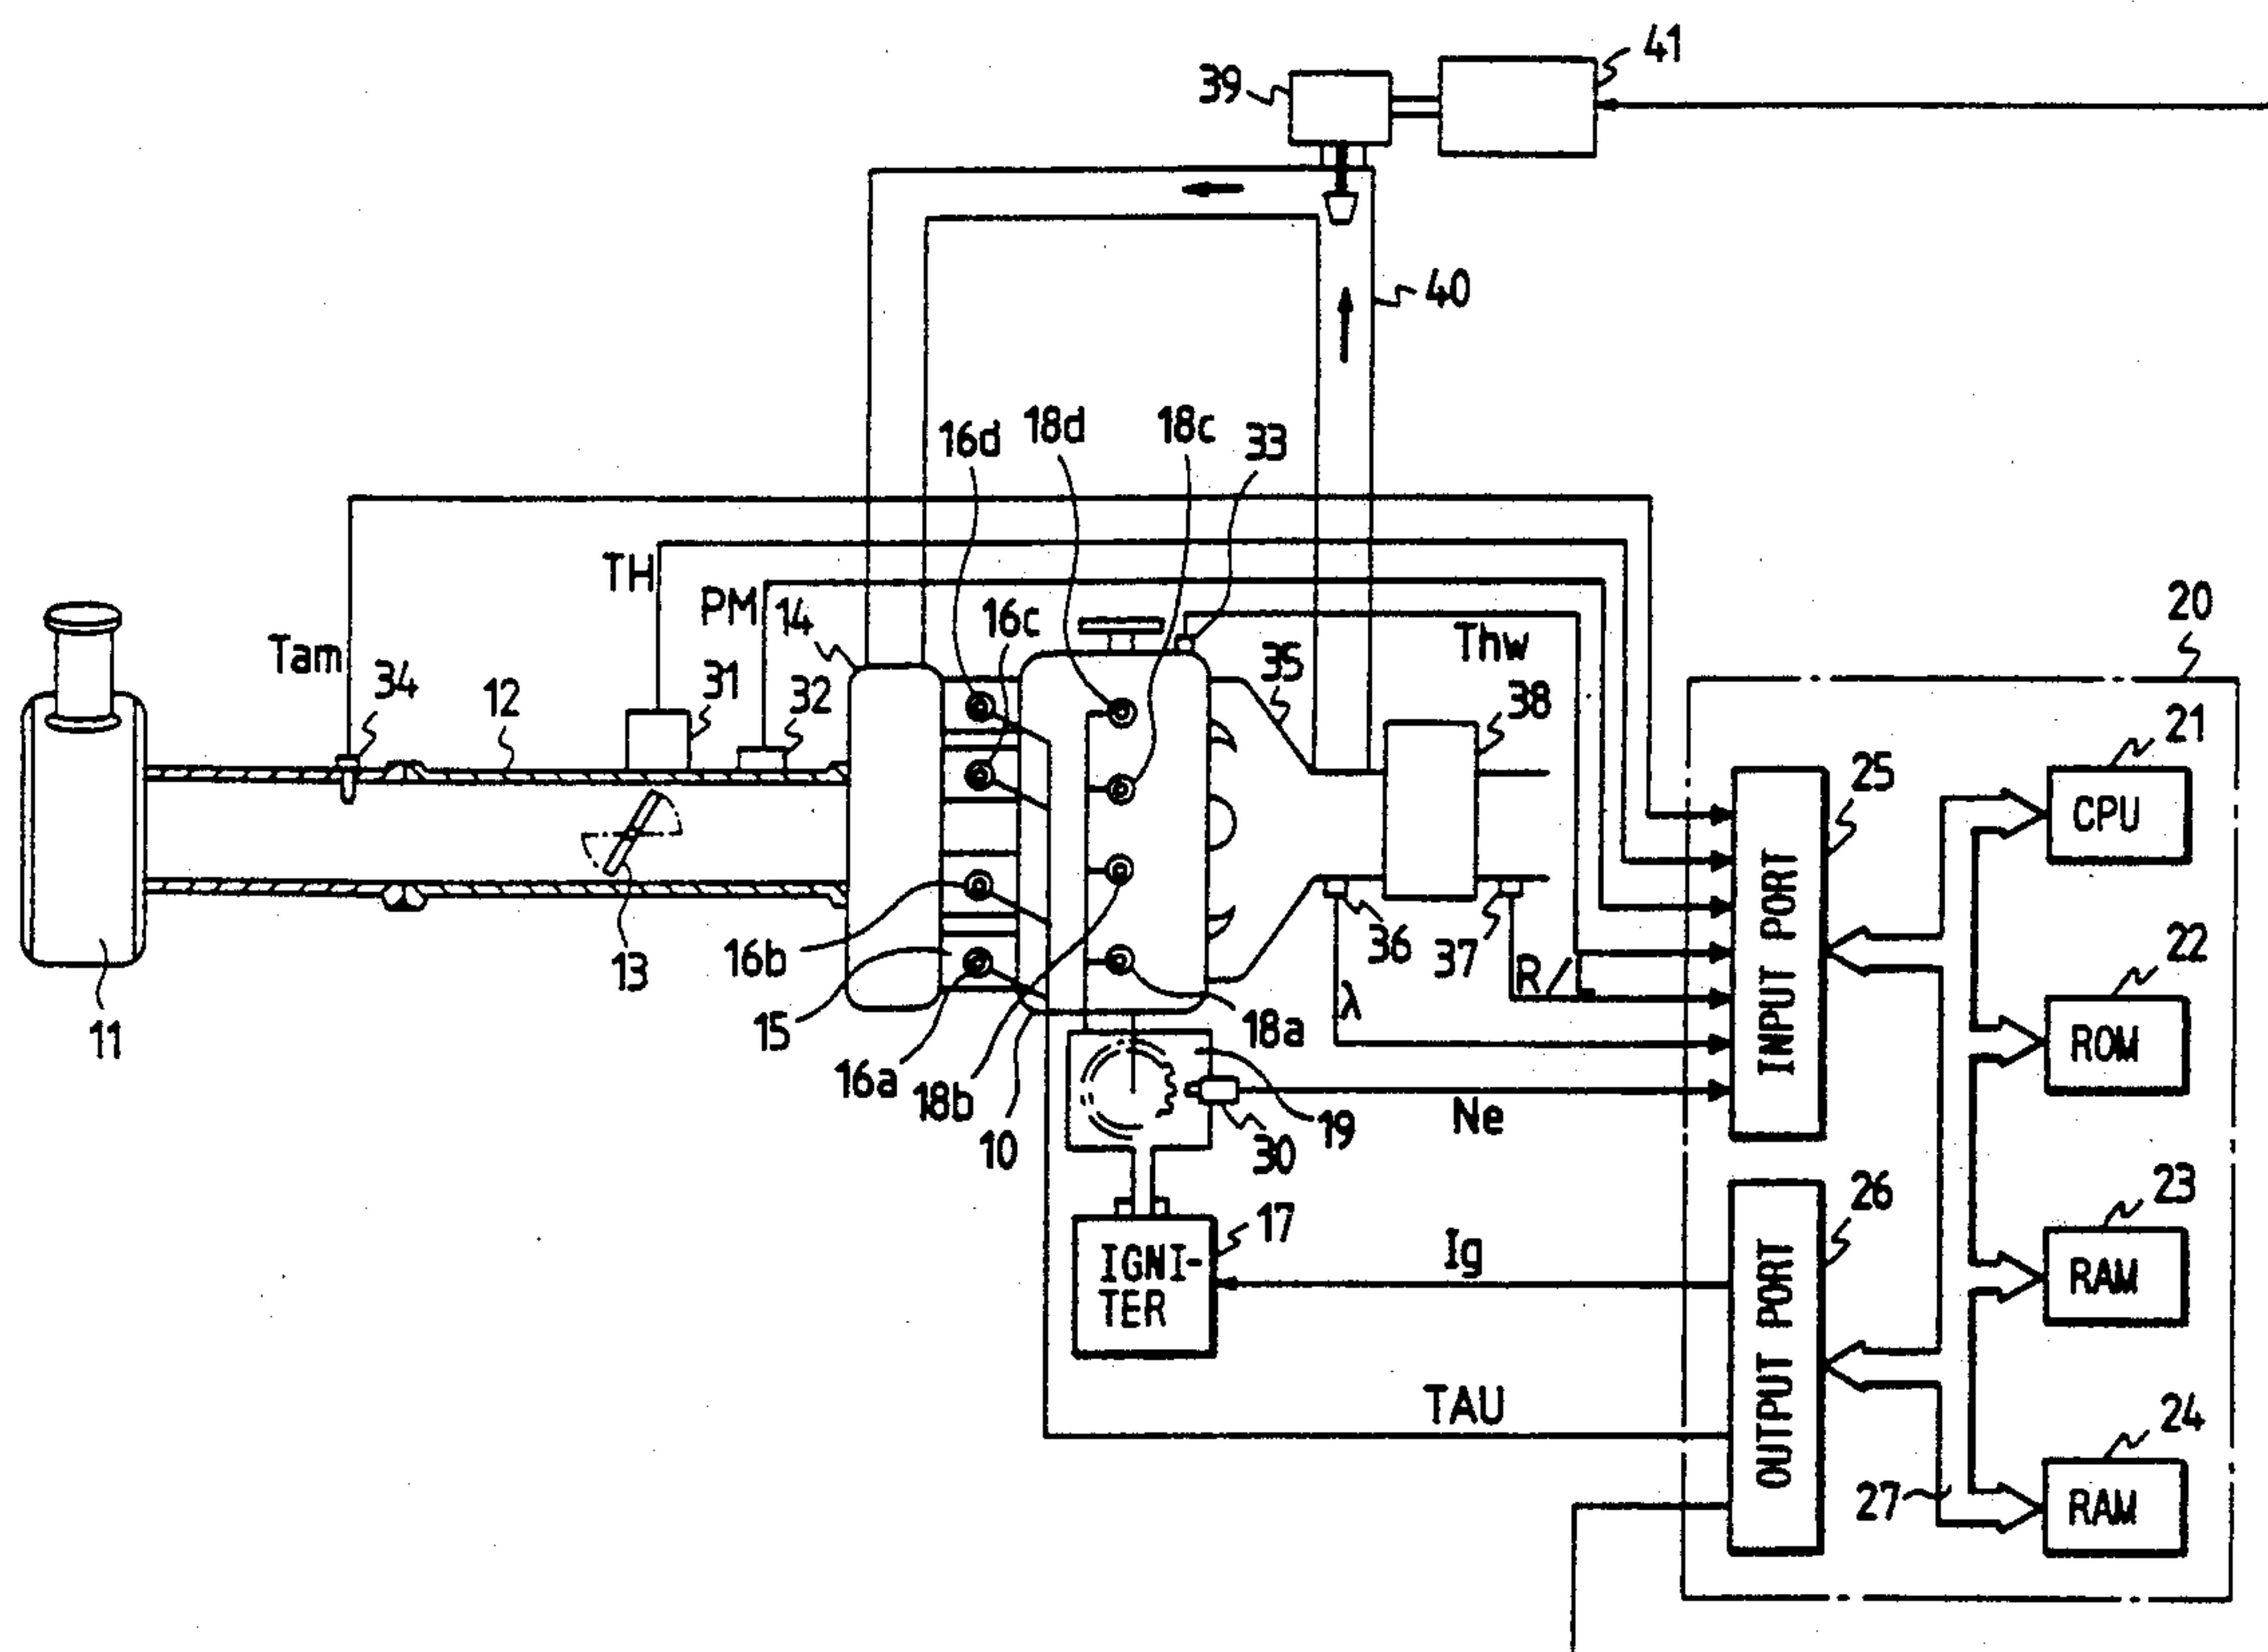 41
39
40
16d
18d
18c
33
TH
PM
14
16c
Thw
20
Tam
34
12
31
32
35
38
21
25
CPU
INPUT PORT
13
16b
36
37
R/L
22
11
15
λ
18a
ROM
16a
18b
10
Ne
19
30
23
26
17
IGNI-
TER
Ig
OUTPUT PORT
RAM
TAU
24
27
RAM